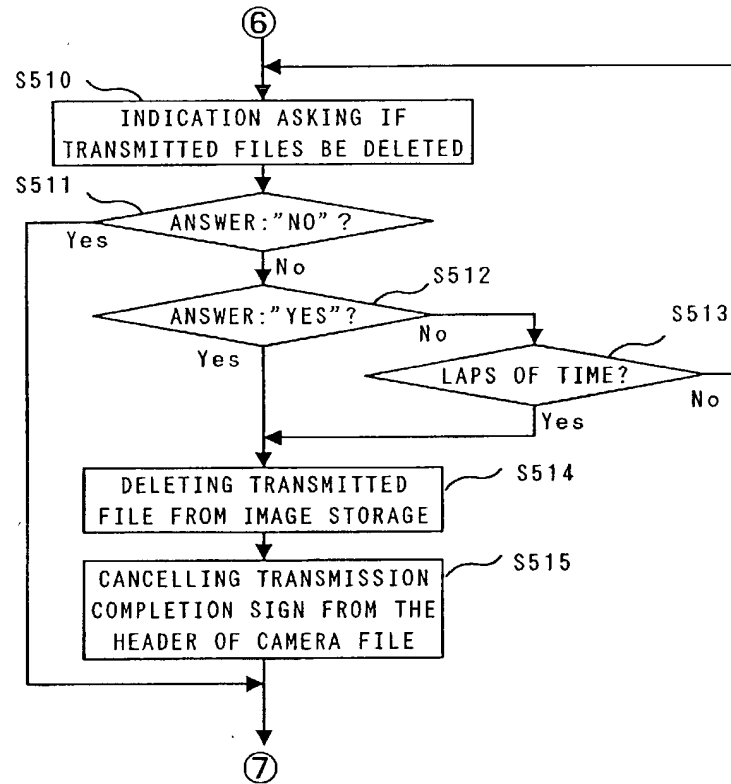 ⑥
S510
INDICATION ASKING IF
TRANSMITTED FILES BE DELETED
S511
ANSWER:"NO"?
Yes
No
S512
ANSWER:"YES"?
No
Yes
S513
LAPS OF TIME?
No
Yes
S514
DELETING TRANSMITTED
FILE FROM IMAGE STORAGE
S515
CANCELLING TRANSMISSION
COMPLETION SIGN FROM THE
HEADER OF CAMERA FILE
⑦